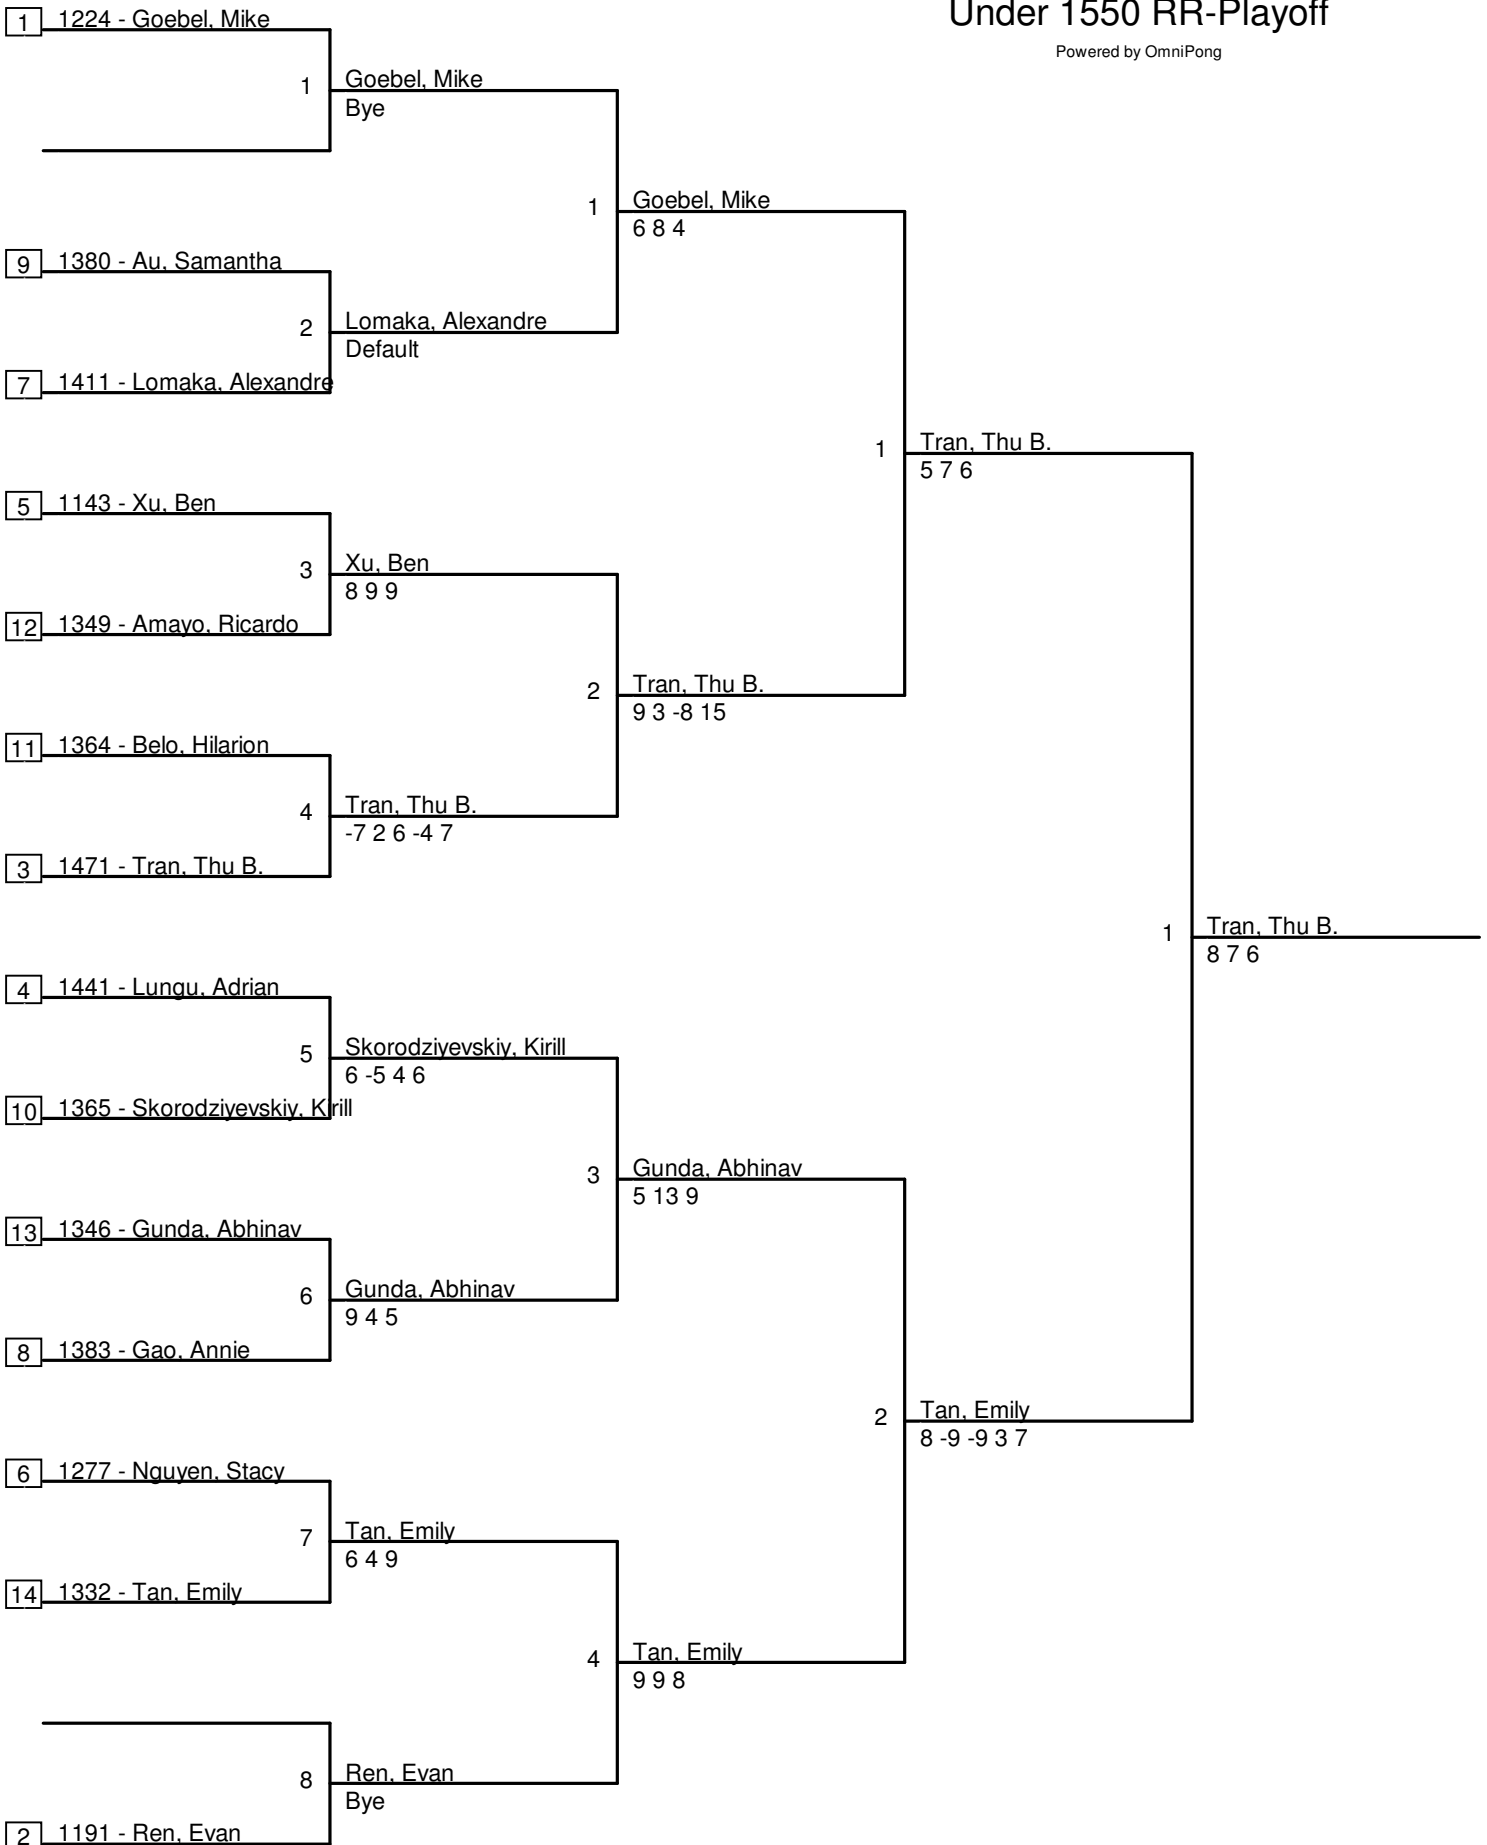 Under 1550 RR-Playoff
Powered by OmniPong
1 1224 - Goebel, Mike
1 Goebel, Mike
Bye
1 Goebel, Mike
6 8 4
9 1380 - Au, Samantha
2 Lomaka, Alexandre
Default
7 1411 - Lomaka, Alexandre
1 Tran, Thu B.
5 7 6
5 1143 - Xu, Ben
3 Xu, Ben
8 9 9
12 1349 - Amayo, Ricardo
2 Tran, Thu B.
9 3 -8 15
11 1364 - Belo, Hilarion
4 Tran, Thu B.
-7 2 6 -4 7
3 1471 - Tran, Thu B.
1 Tran, Thu B.
8 7 6
4 1441 - Lungu, Adrian
5 Skorodziyevskiy, Kirill
6 -5 4 6
10 1365 - Skorodziyevskiy, Kirill
3 Gunda, Abhinav
5 13 9
13 1346 - Gunda, Abhinav
6 Gunda, Abhinav
9 4 5
8 1383 - Gao, Annie
2 Tan, Emily
8 -9 -9 3 7
6 1277 - Nguyen, Stacy
7 Tan, Emily
6 4 9
14 1332 - Tan, Emily
4 Tan, Emily
9 9 8
8 Ren, Evan
Bye
2 1191 - Ren, Evan